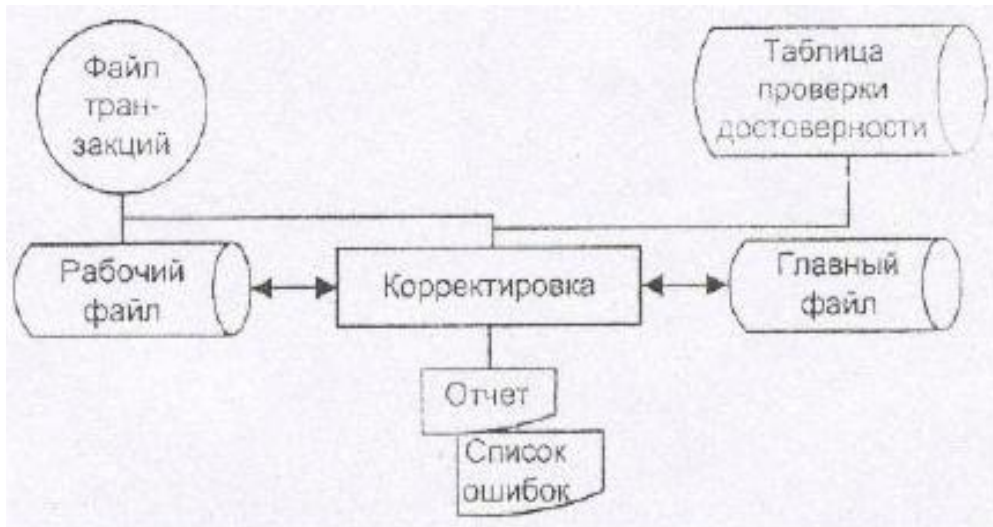 Файл
тран-
закций
Таблица
проверки
достоверности
Рабочий
файл
Корректировка
Главный
файл
Отчет
Список
ошибок